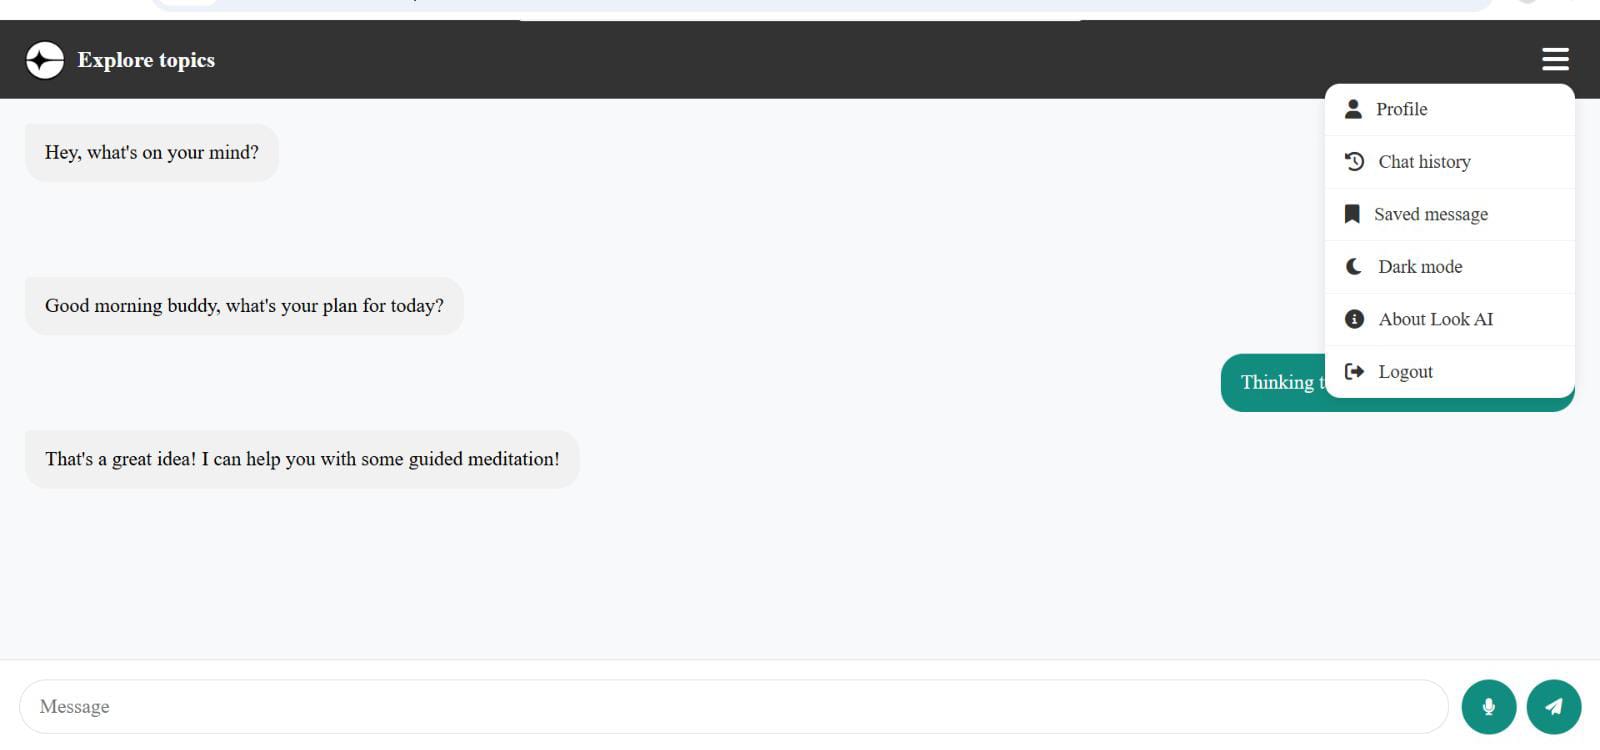 Explore topics
Profile
Hey, what's on your mind?
Chat history
Saved message
Dark mode
Good morning buddy, what's your plan for today?
About Look AI
Logout
Thinking
That's a great idea! I can help you with some guided meditation!
Message